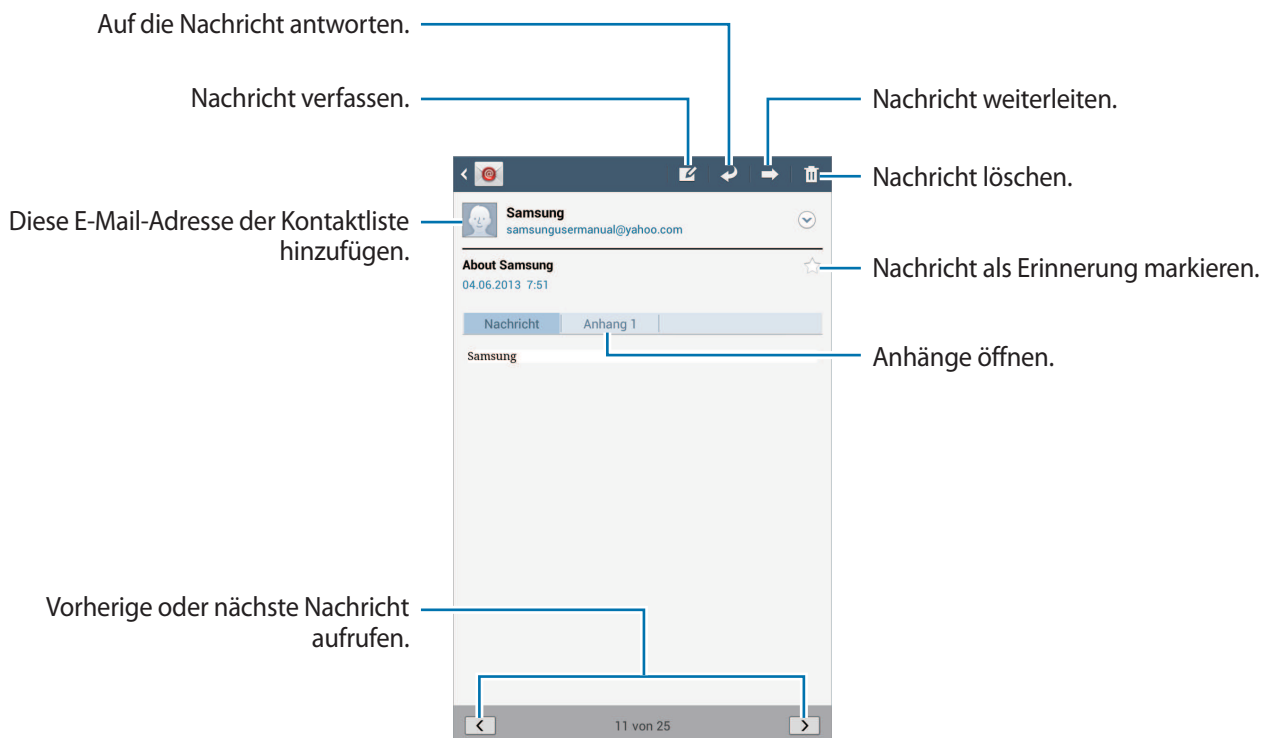 Auf die Nachricht antworten.
Nachricht verfassen.
Nachricht weiterleiten.
Nachricht löschen.
Diese E-Mail-Adresse der Kontaktliste
hinzufügen.
Samsung
samsungusermanual@yahoo.com
About Samsung
04.06.2013 7:51
Nachricht als Erinnerung markieren.
Nachricht Anhang 1
Samsung
Anhänge öffnen.
Vorherige oder nächste Nachricht
aufrufen.
11 von 25